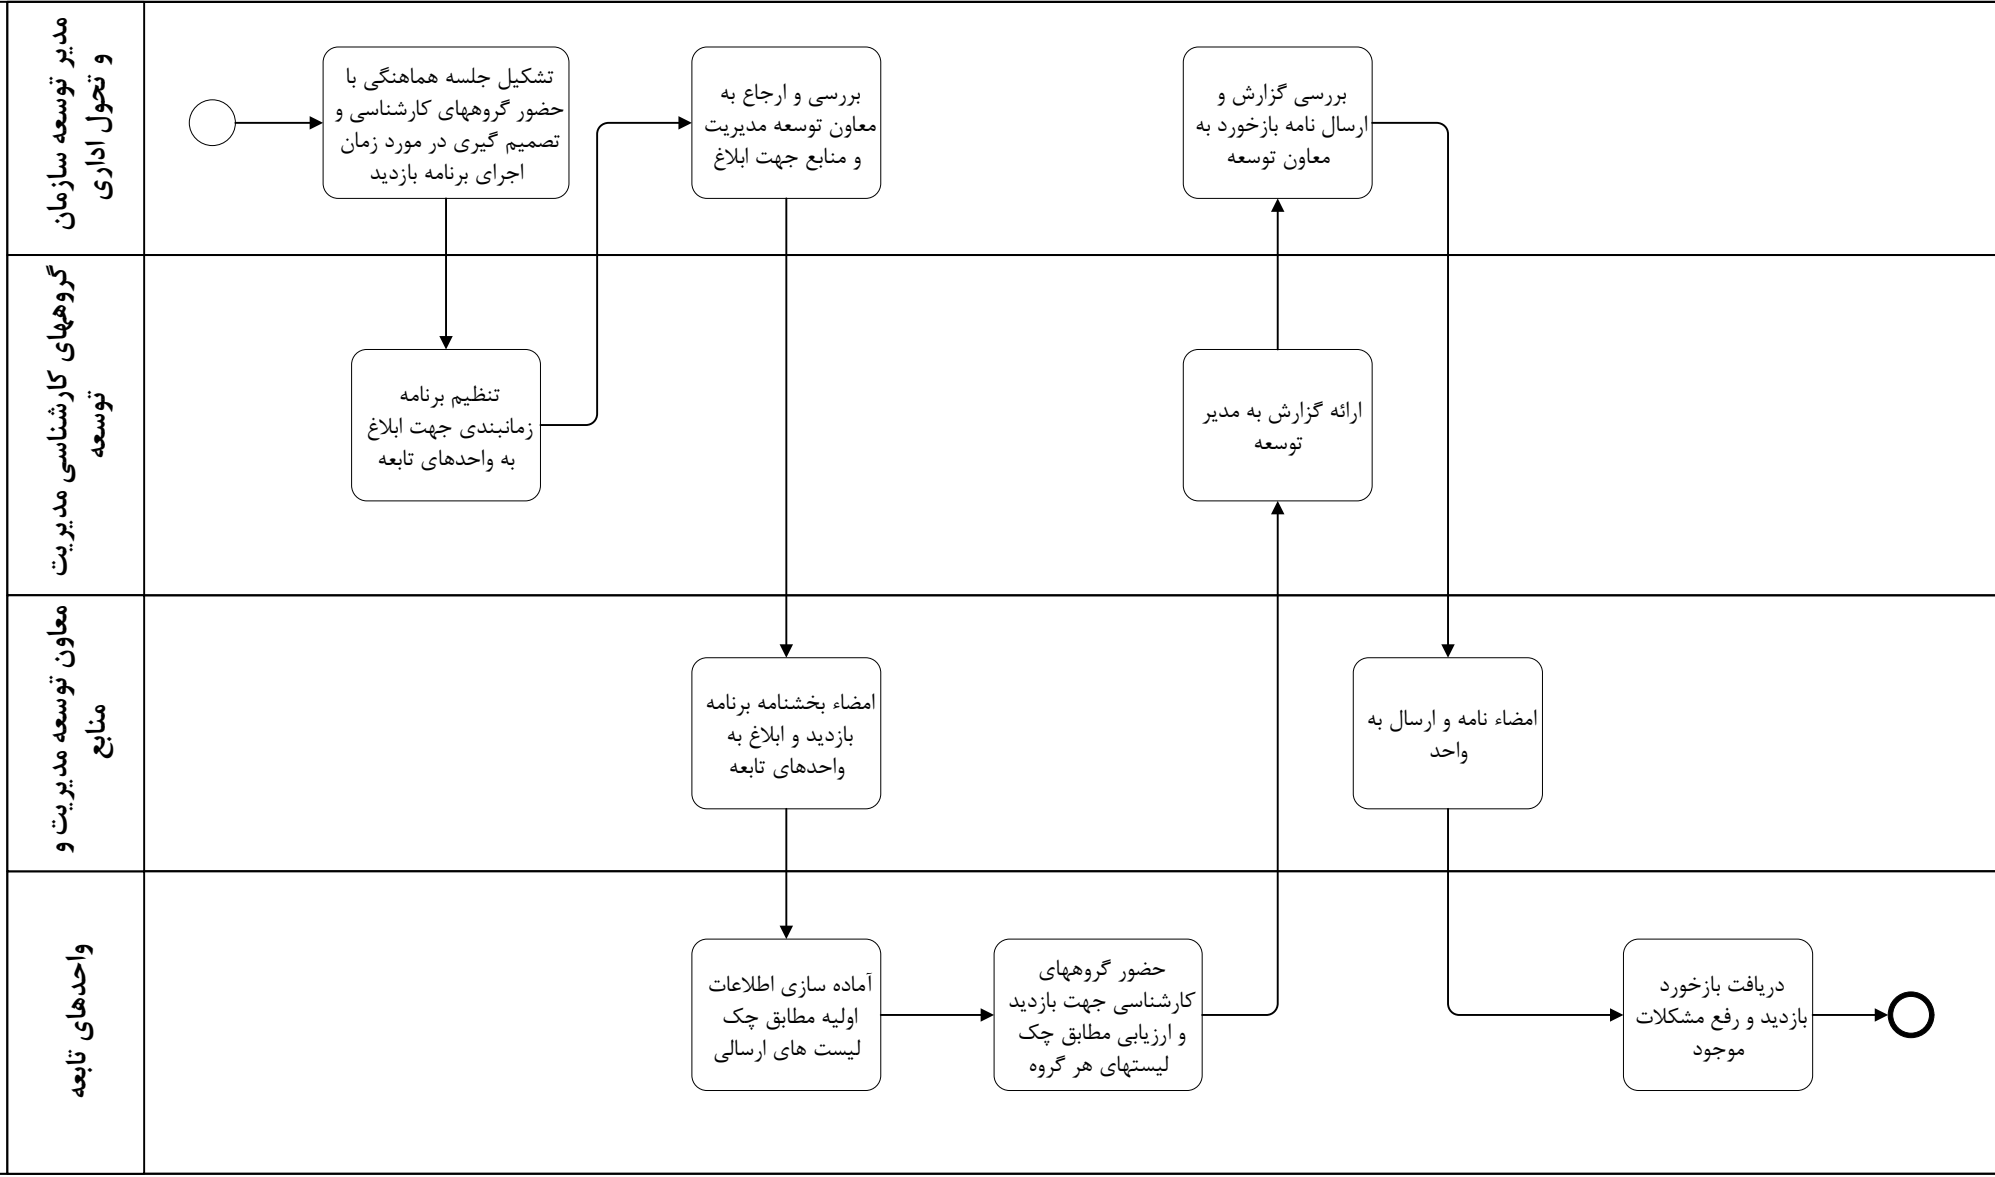 مدیر توسعه سازمان
و تحول اداری
تشکیل جلسه هماهنگی با
حضور گروههای کارشناسی و
تصمیم گیری در مورد زمان
اجرای برنامه بازدید
بررسی و ارجاع به
معاون توسعه مدیریت
و منابع جهت ابلاغ
بررسی گزارش و
ارسال نامه بازخورد به
معاون توسعه
گروههای کارشناسی مدیریت
توسعه
تنظیم برنامه
زمانبندی جهت ابلاغ
به واحدهای تابعه
ارائه گزارش به مدیر
توسعه
معاون توسعه مدیریت و
منابع
امضاء بخشنامه برنامه
بازدید و ابلاغ به
واحدهای تابعه
امضاء نامه و ارسال به
واحد
واحدهای تابعه
آماده سازی اطلاعات
اولیه مطابق چک
لیست های ارسالی
حضور گروههای
کارشناسی جهت بازدید
و ارزیابی مطابق چک
لیستهای هر گروه
دریافت بازخورد
بازدید و رفع مشکلات
موجود